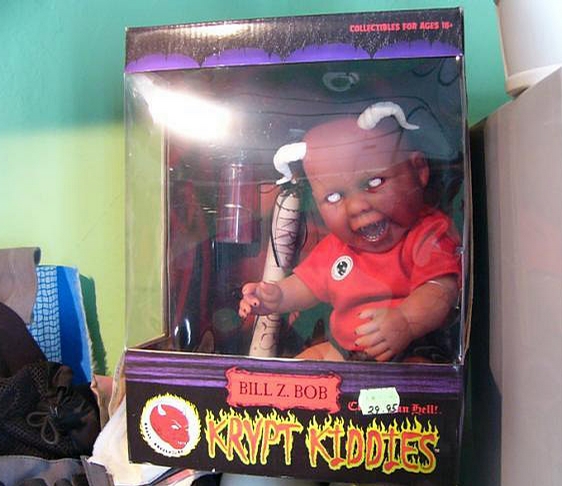 COLLECTIBLES FOR AGES 18+
BILL Z. BOB
29.95
Hell!
KRYPT KIDDIES